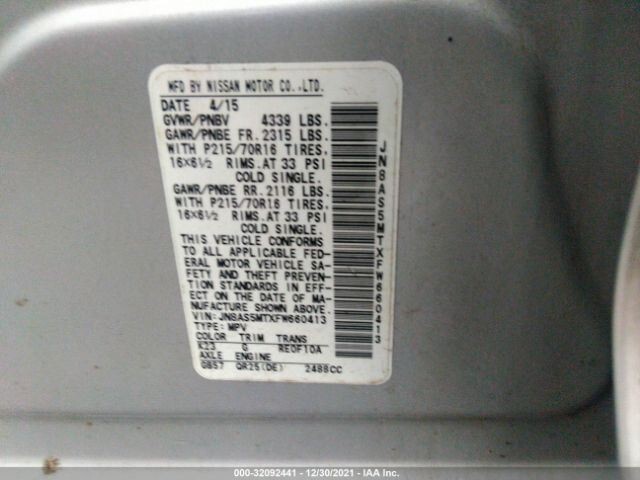 MFD BY NISSAN MOTOR CO.,LTD.
DATE 4/15
GVWR/PNBV 4339 LBS.
GAWR/PNBE FR. 2315 LBS.
WITH P215/70R16 TIRES.
16X6½ RIMS. AT 33 PSI
COLD SINGLE.
GAWR/PNBE RR. 2116 LBS.
WITH P215/70R16 TIRES.
16X6½ RIMS. AT 33 PSI
COLD SINGLE.
THIS VEHICLE CONFORMS
TO ALL APPLICABLE FED-
ERAL MOTOR VEHICLE SA-
FETY AND THEFT PREVEN-
TION STANDARDS IN EFF-
ECT ON THE DATE OF MA-
NUFACTURE SHOWN ABOVE.
VIN: JN8AS5MTXFW660413
TYPE: MPV
COLOR TRIM TRANS
K23 G RE0F10A
AXLE ENGINE
GB57 QR25(DE) 2488CC
JN8AS5MTXFW660413
000-32092441 - 12/30/2021 - IAA Inc.